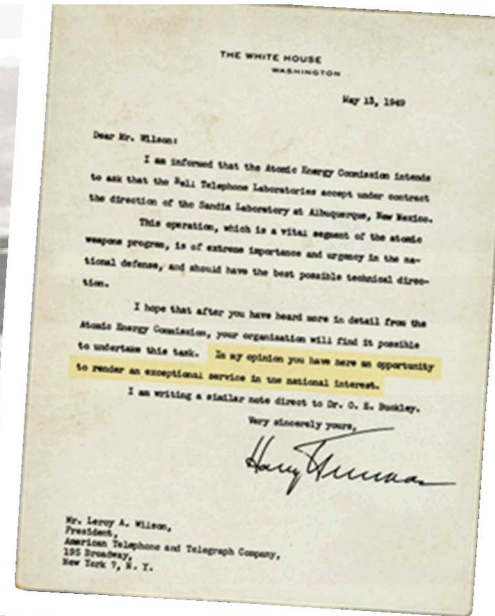 THE WHITE HOUSE
WASHINGTON
May 13, 1949
Dear Mr. Wilson:
I am informed that the Atomic Energy Commission intends
to ask that the Bell Telephone Laboratories accept under contract
the direction of the Sandia Laboratory at Albuquerque, New Mexico.
This operation, which is a vital segment of the atomic
weapons program, is of extreme importance and urgency in the na-
tional defense, and should have the best possible technical direc-
tion.
I hope that after you have heard more in detail from the
Atomic Energy Commission, your organization will find it possible
to undertake this task. In my opinion you have here an opportunity
to render an exceptional service in the national interest.
I am writing a similar note direct to Dr. O. E. Buckley.
Very sincerely yours,
Harry Truman
Mr. Leroy A. Wilson,
President,
American Telephone and Telegraph Company,
195 Broadway,
New York 7, N. Y.